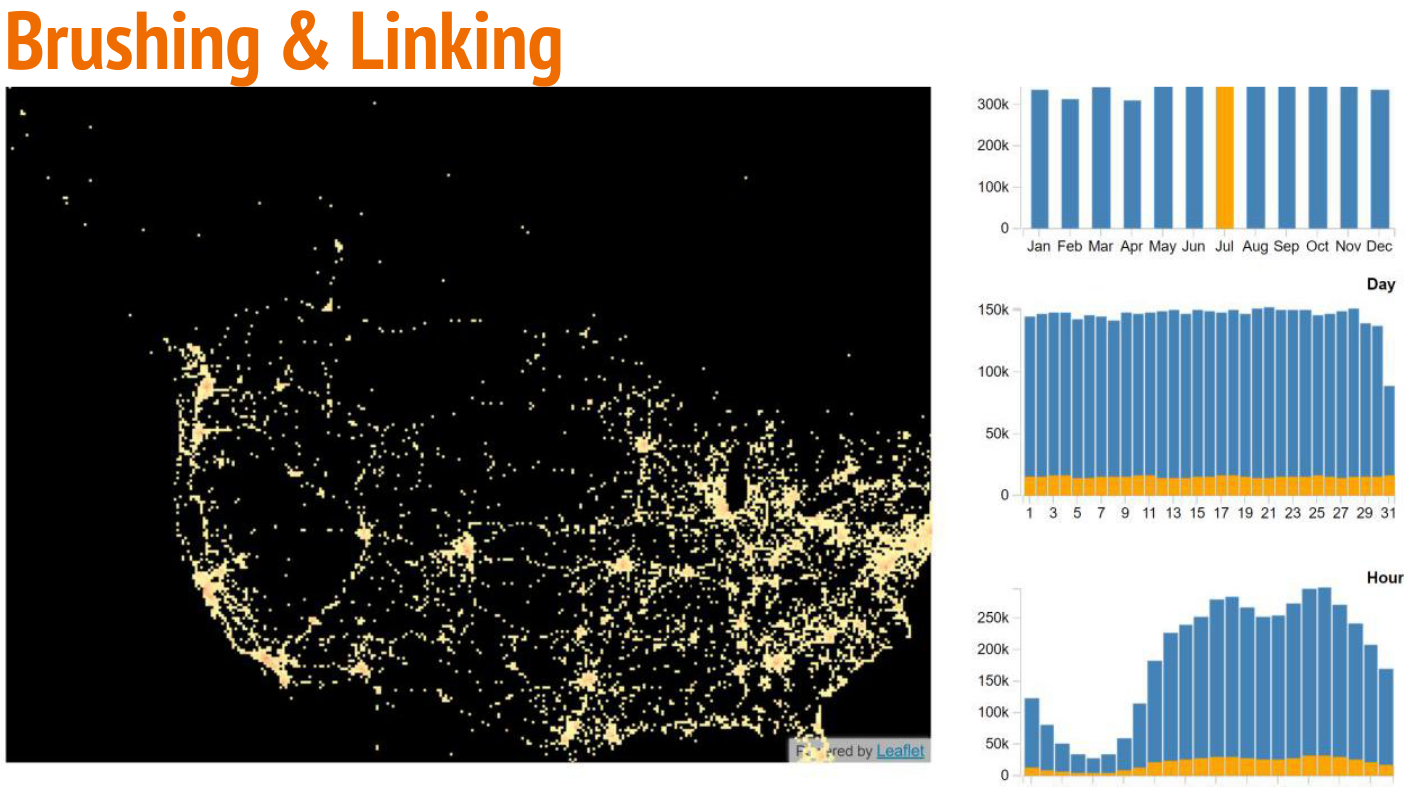 Brushing & Linking
300k
200k
100k
0
Jan Feb Mar Apr May Jun Jul Aug Sep Oct Nov Dec
Day
150k
100k
50k
0
1 3 5 7 9 11 13 15 17 19 21 23 25 27 29 31
Hour
250k
200k
150k
100k
50k
0
by Leaflet